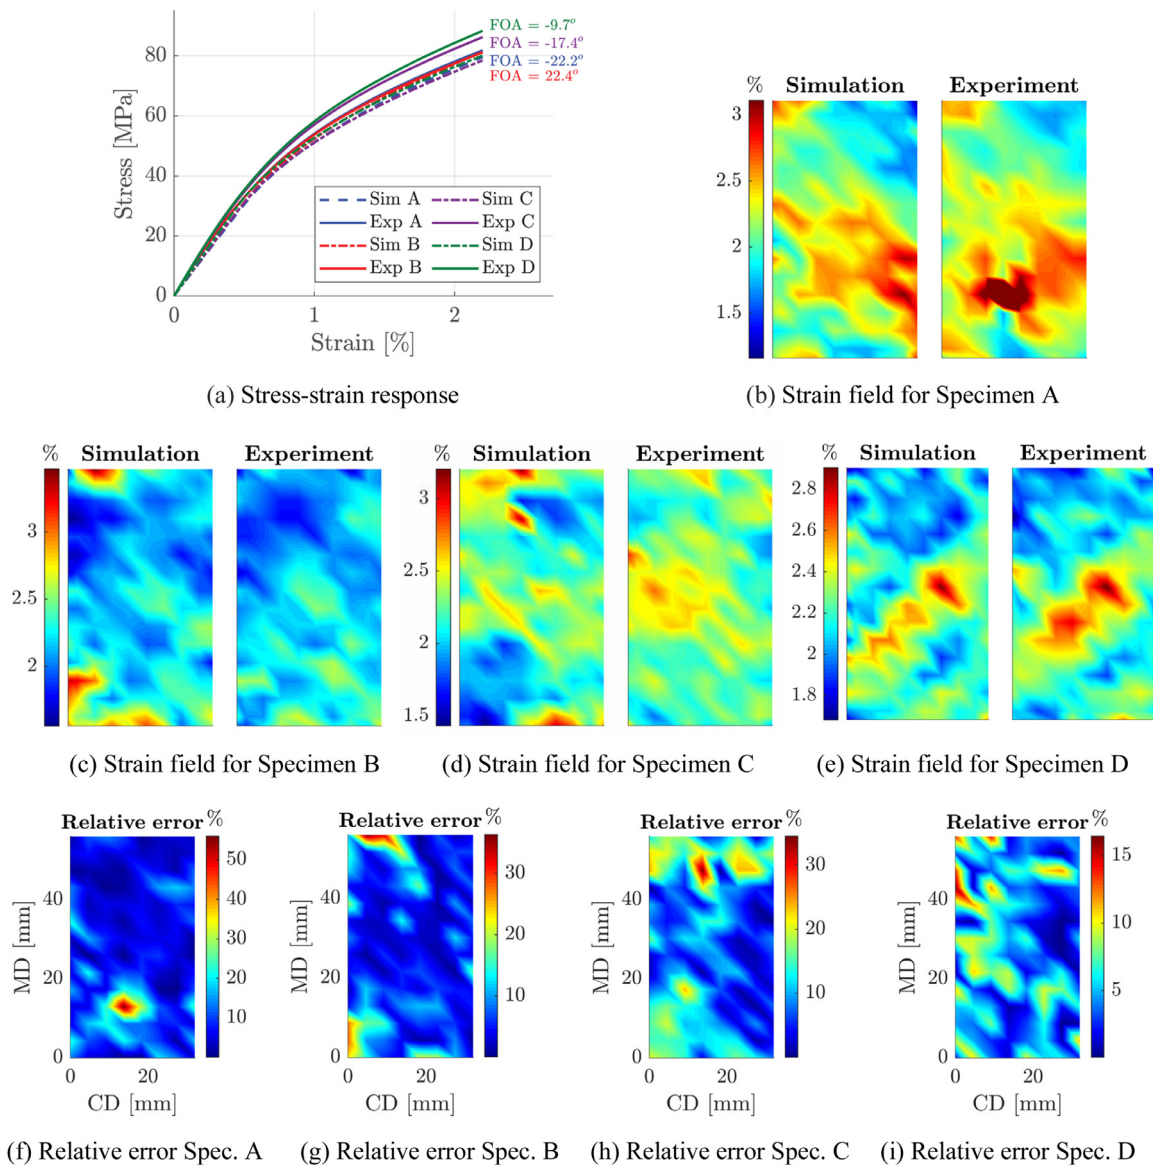 FOA = -9.7°
FOA = -17.4°
FOA = -22.2°
FOA = 22.4°
80
60
40
20
0
Stress [MPa]
Sim A
Sim C
Exp A
Exp C
Sim B
Sim D
Exp B
Exp D
0
1
2
Strain [%]
(a) Stress-strain response
%
Simulation
Experiment
3
2.5
2
1.5
(b) Strain field for Specimen A
%
Simulation
Experiment
3
2.5
2
(c) Strain field for Specimen B
%
Simulation
Experiment
3
2.5
2
1.5
(d) Strain field for Specimen C
%
Simulation
Experiment
2.8
2.6
2.4
2.2
2
1.8
(e) Strain field for Specimen D
Relative error
%
50
40
30
20
10
MD [mm]
40
20
0
0
20
CD [mm]
(f) Relative error Spec. A
Relative error
%
30
20
10
MD [mm]
40
20
0
0
20
CD [mm]
(g) Relative error Spec. B
Relative error
%
30
20
10
MD [mm]
40
20
0
0
20
CD [mm]
(h) Relative error Spec. C
Relative error
%
15
10
5
MD [mm]
40
20
0
0
20
CD [mm]
(i) Relative error Spec. D